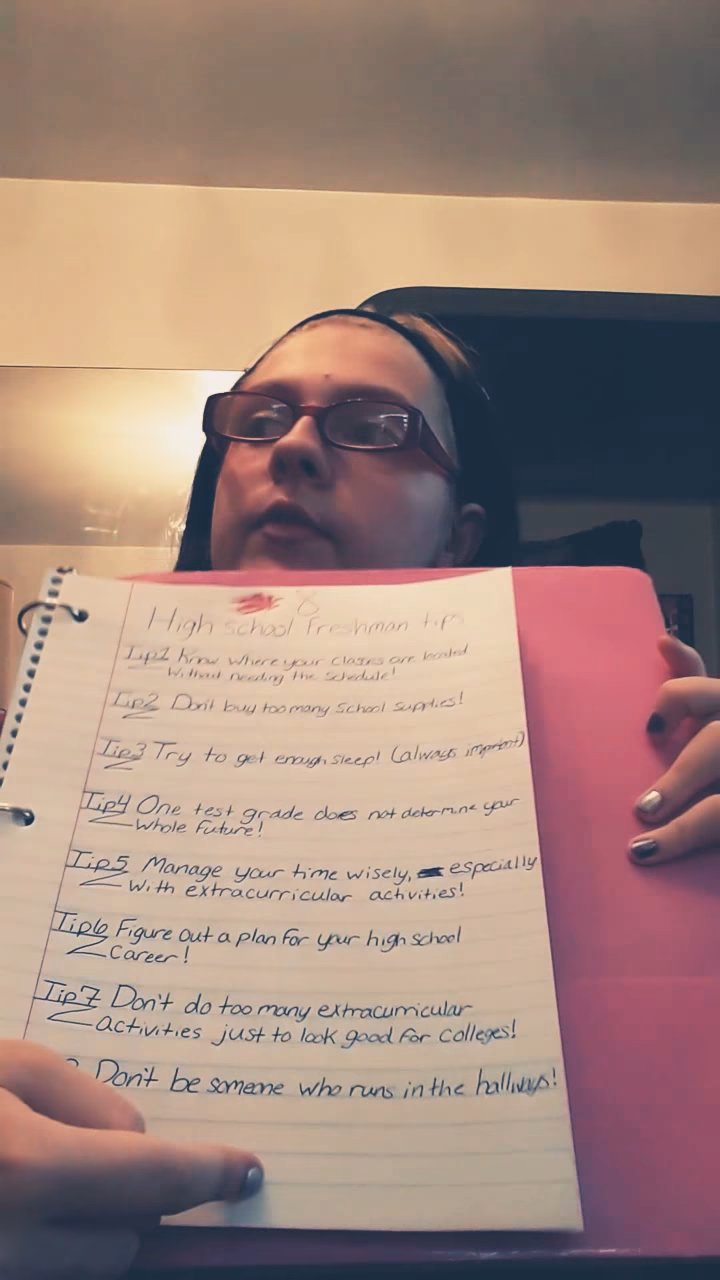 8
High school freshman tips
Tip1 Know where your classes are located
without needing the schedule!
Tip2 Don't buy too many school supplies!
Tip3 Try to get enough sleep! (always important)
Tip4 One test grade does not determine your
whole future!
Tip5 Manage your time wisely, especially
with extracurricular activities!
Tip6 Figure out a plan for your high school
career!
Tip7 Don't do too many extracurricular
activities just to look good for colleges!
Don't be someone who runs in the hallways!